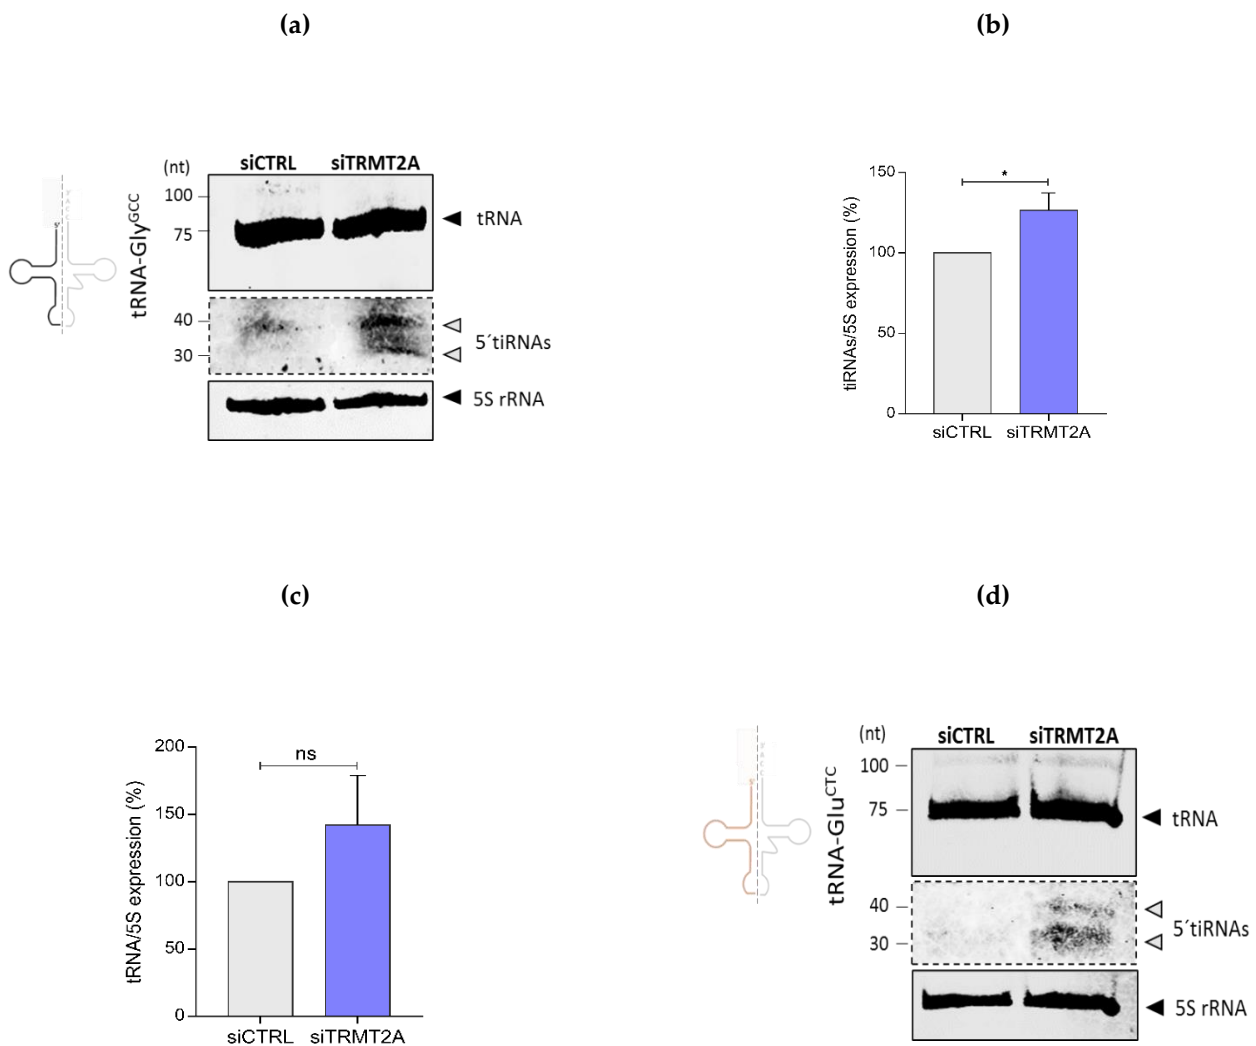 (a)
(b)
(nt)
siCTRL
siTRMT2A
100
75
tRNA
tRNA-GlyGCC
40
30
5´tiRNAs
5S rRNA
tiRNAs/5S expression (%)
150
100
50
0
*
siCTRL
siTRMT2A
(c)
(d)
tRNA/5S expression (%)
200
150
100
50
0
ns
siCTRL
siTRMT2A
(nt)
siCTRL
siTRMT2A
100
75
tRNA
tRNA-GluCTC
40
30
5´tiRNAs
5S rRNA